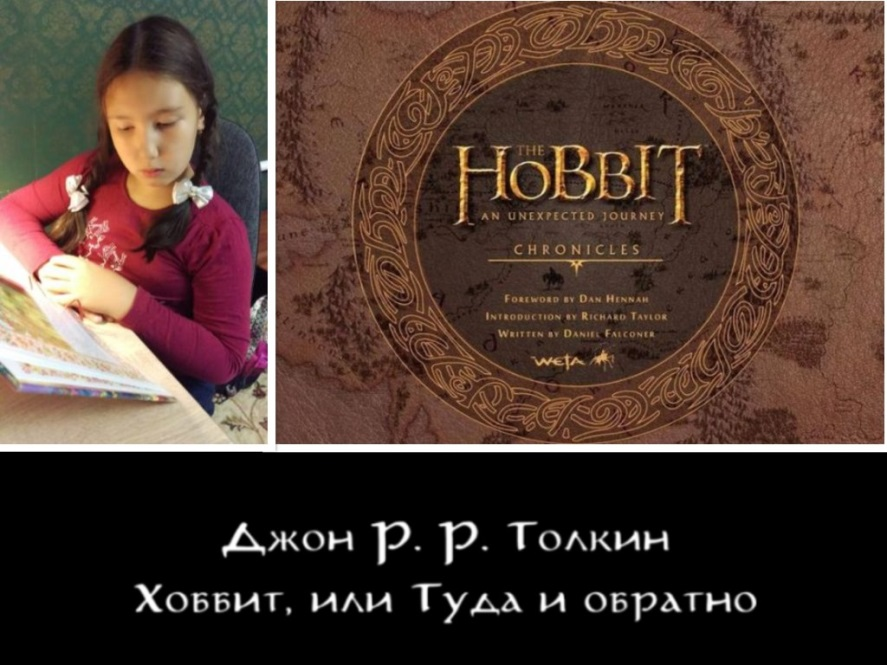 THE
HOBBIT
AN UNEXPECTED JOURNEY
CHRONICLES
FOREWORD BY DAN HENNAH
INTRODUCTION BY RICHARD TAYLOR
WRITTEN BY DANIEL FALCONER
WETA
Джон Р. Р. Толкин
Хоббит, или Туда и обратно